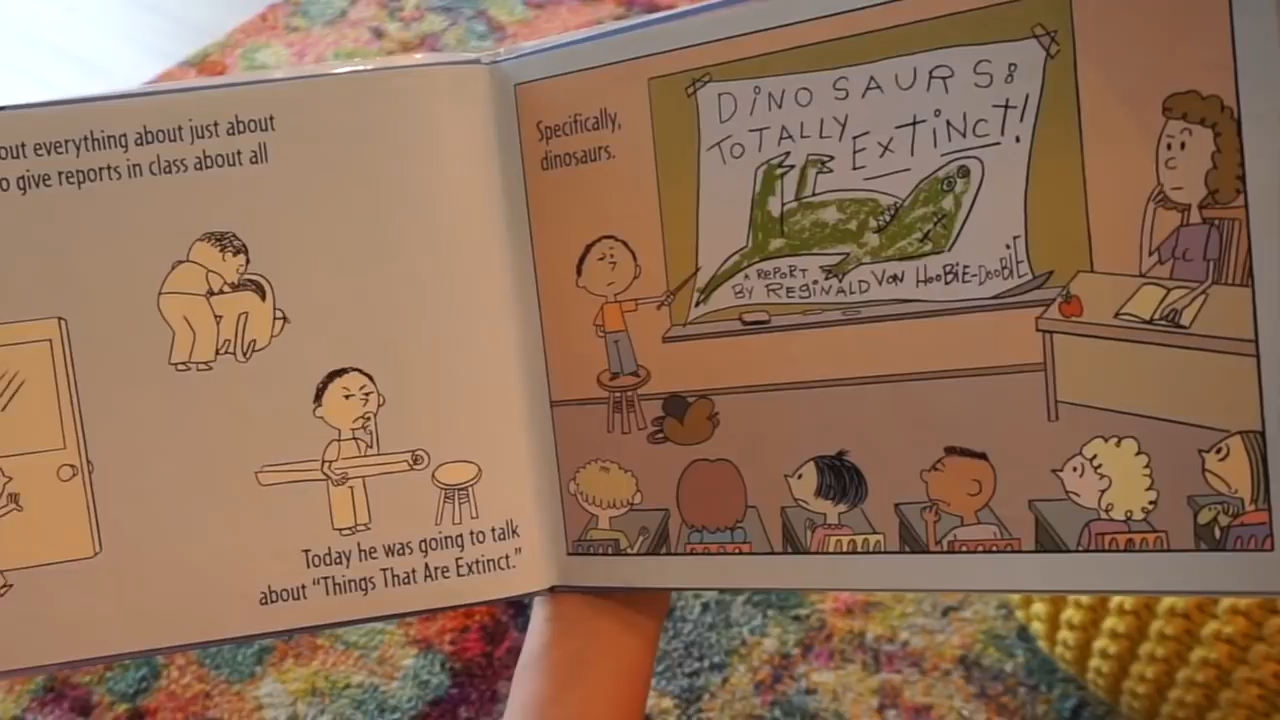 out everything about just about
o give reports in class about all
Today he was going to talk
about "Things That Are Extinct."
Specifically,
dinosaurs.
DINOSAURS:
TOTALLY
EXTINCT!
A REPORT
BY REGINALD VON HOOBIE-DOOBIE